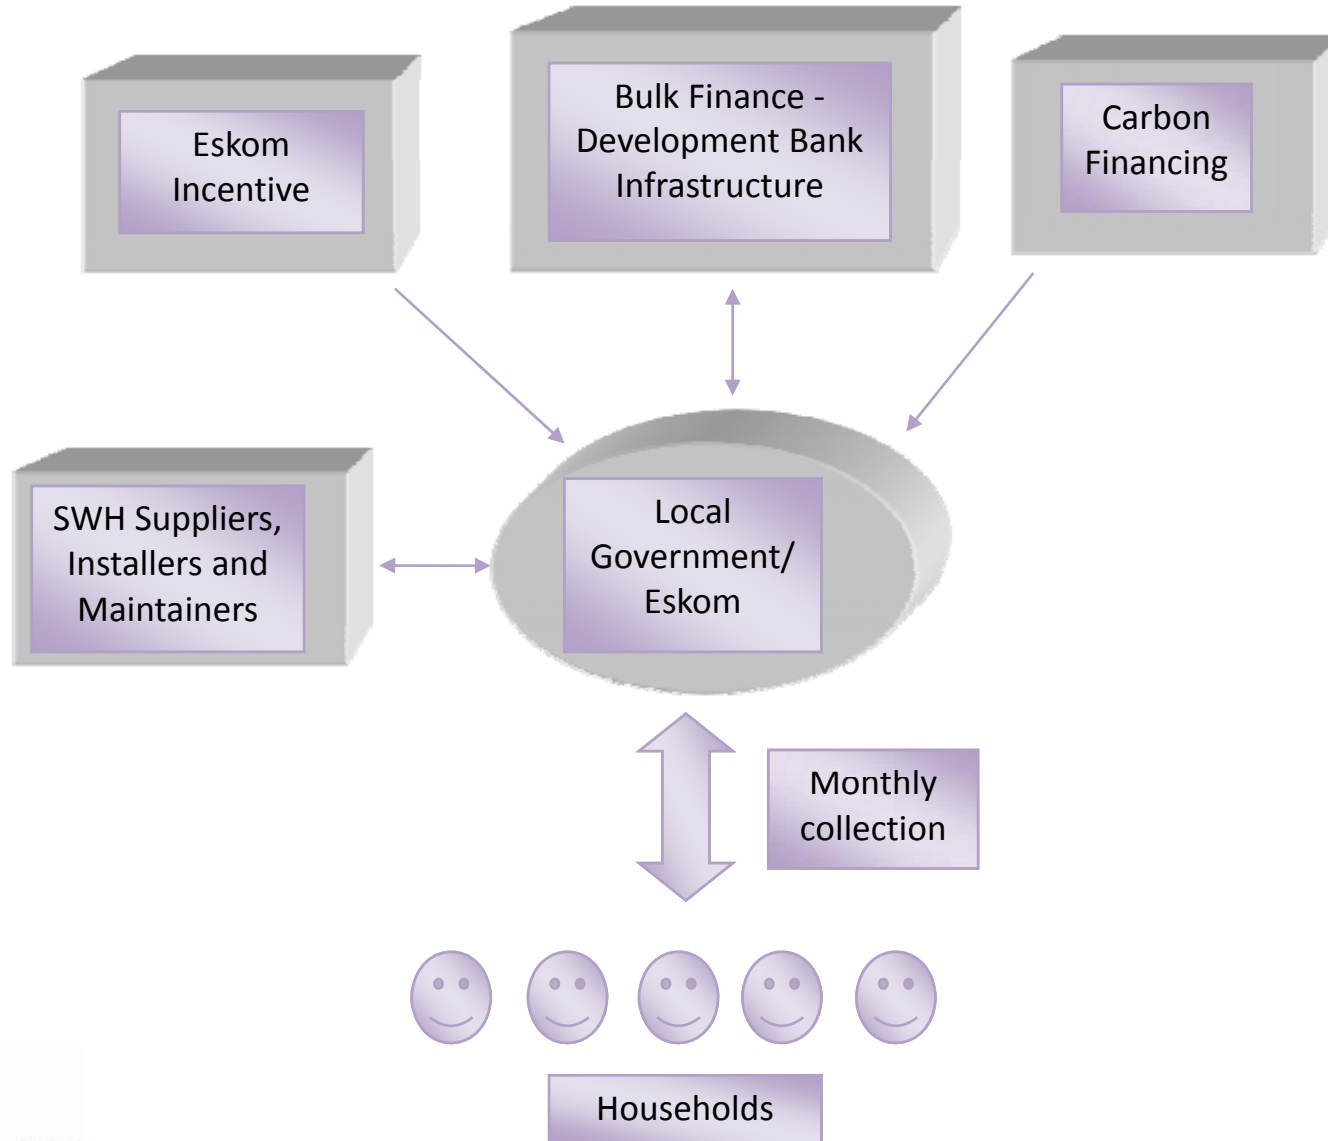 Eskom
Incentive
Bulk Finance -
Development Bank
Infrastructure
Carbon
Financing
SWH Suppliers,
Installers and
Maintainers
Local
Government/
Eskom
Monthly
collection
Households